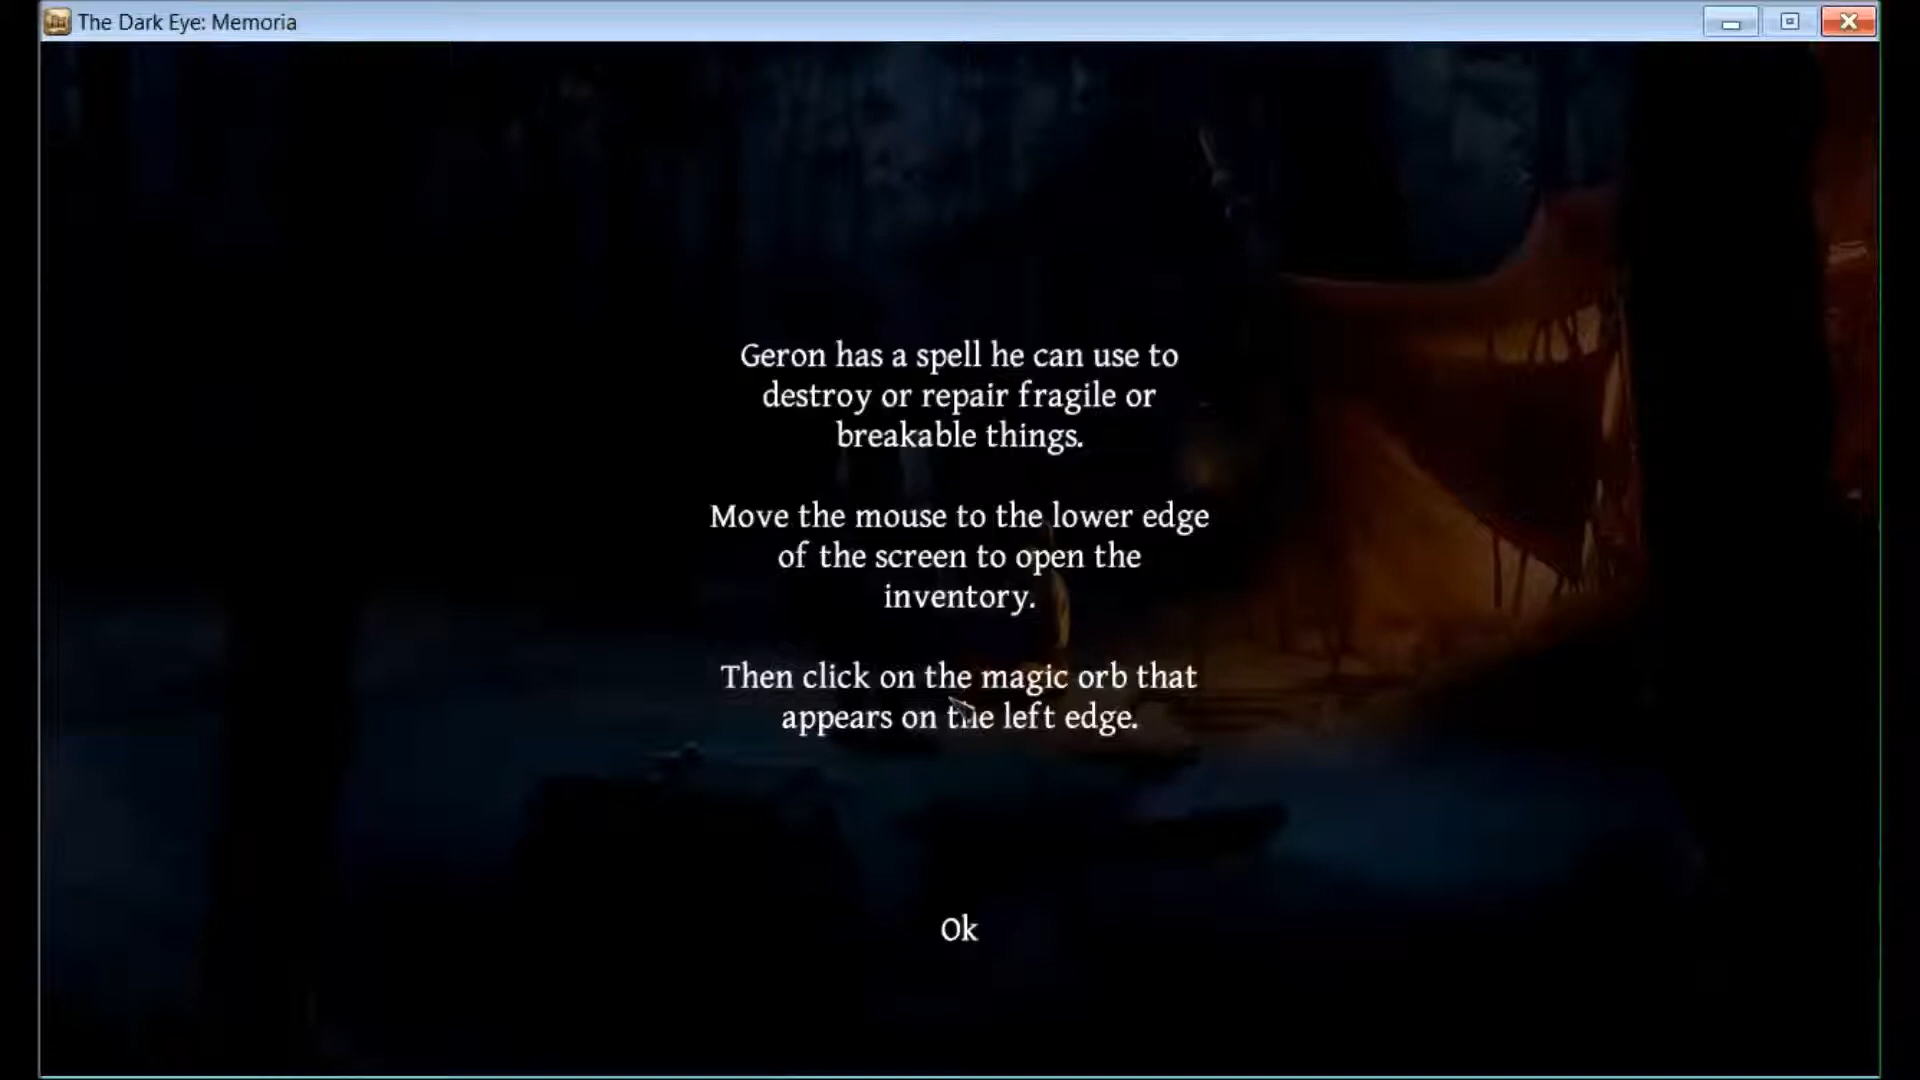 The Dark Eye: Memoria
Geron has a spell he can use to
destroy or repair fragile or
breakable things.
Move the mouse to the lower edge
of the screen to open the
inventory.
Then click on the magic orb that
appears on the left edge.
Ok